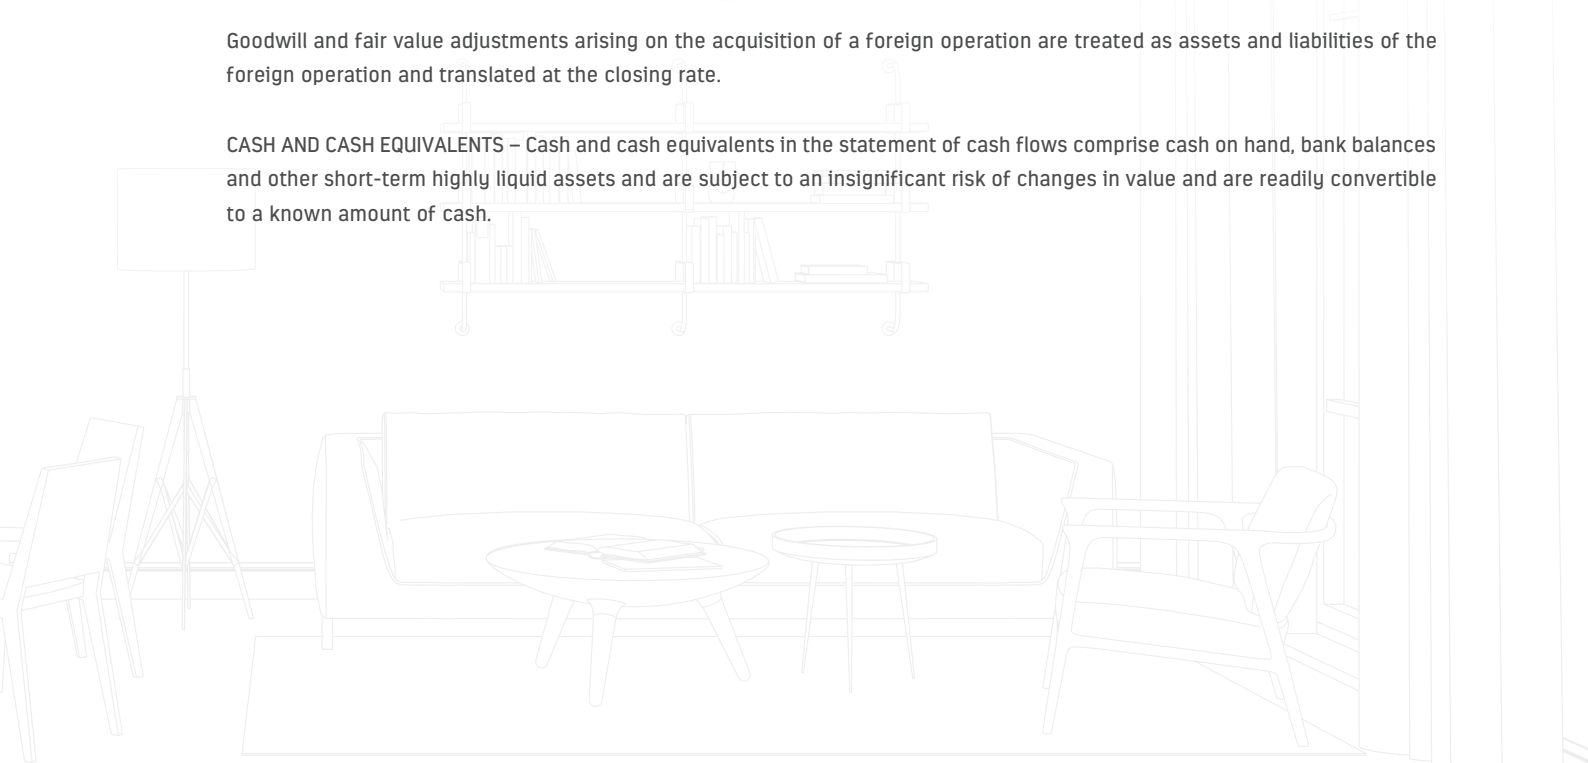 Goodwill and fair value adjustments arising on the acquisition of a foreign operation are treated as assets and liabilities of the
foreign operation and translated at the closing rate.
CASH AND CASH EQUIVALENTS – Cash and cash equivalents in the statement of cash flows comprise cash on hand, bank balances
and other short-term highly liquid assets and are subject to an insignificant risk of changes in value and are readily convertible
to a known amount of cash.